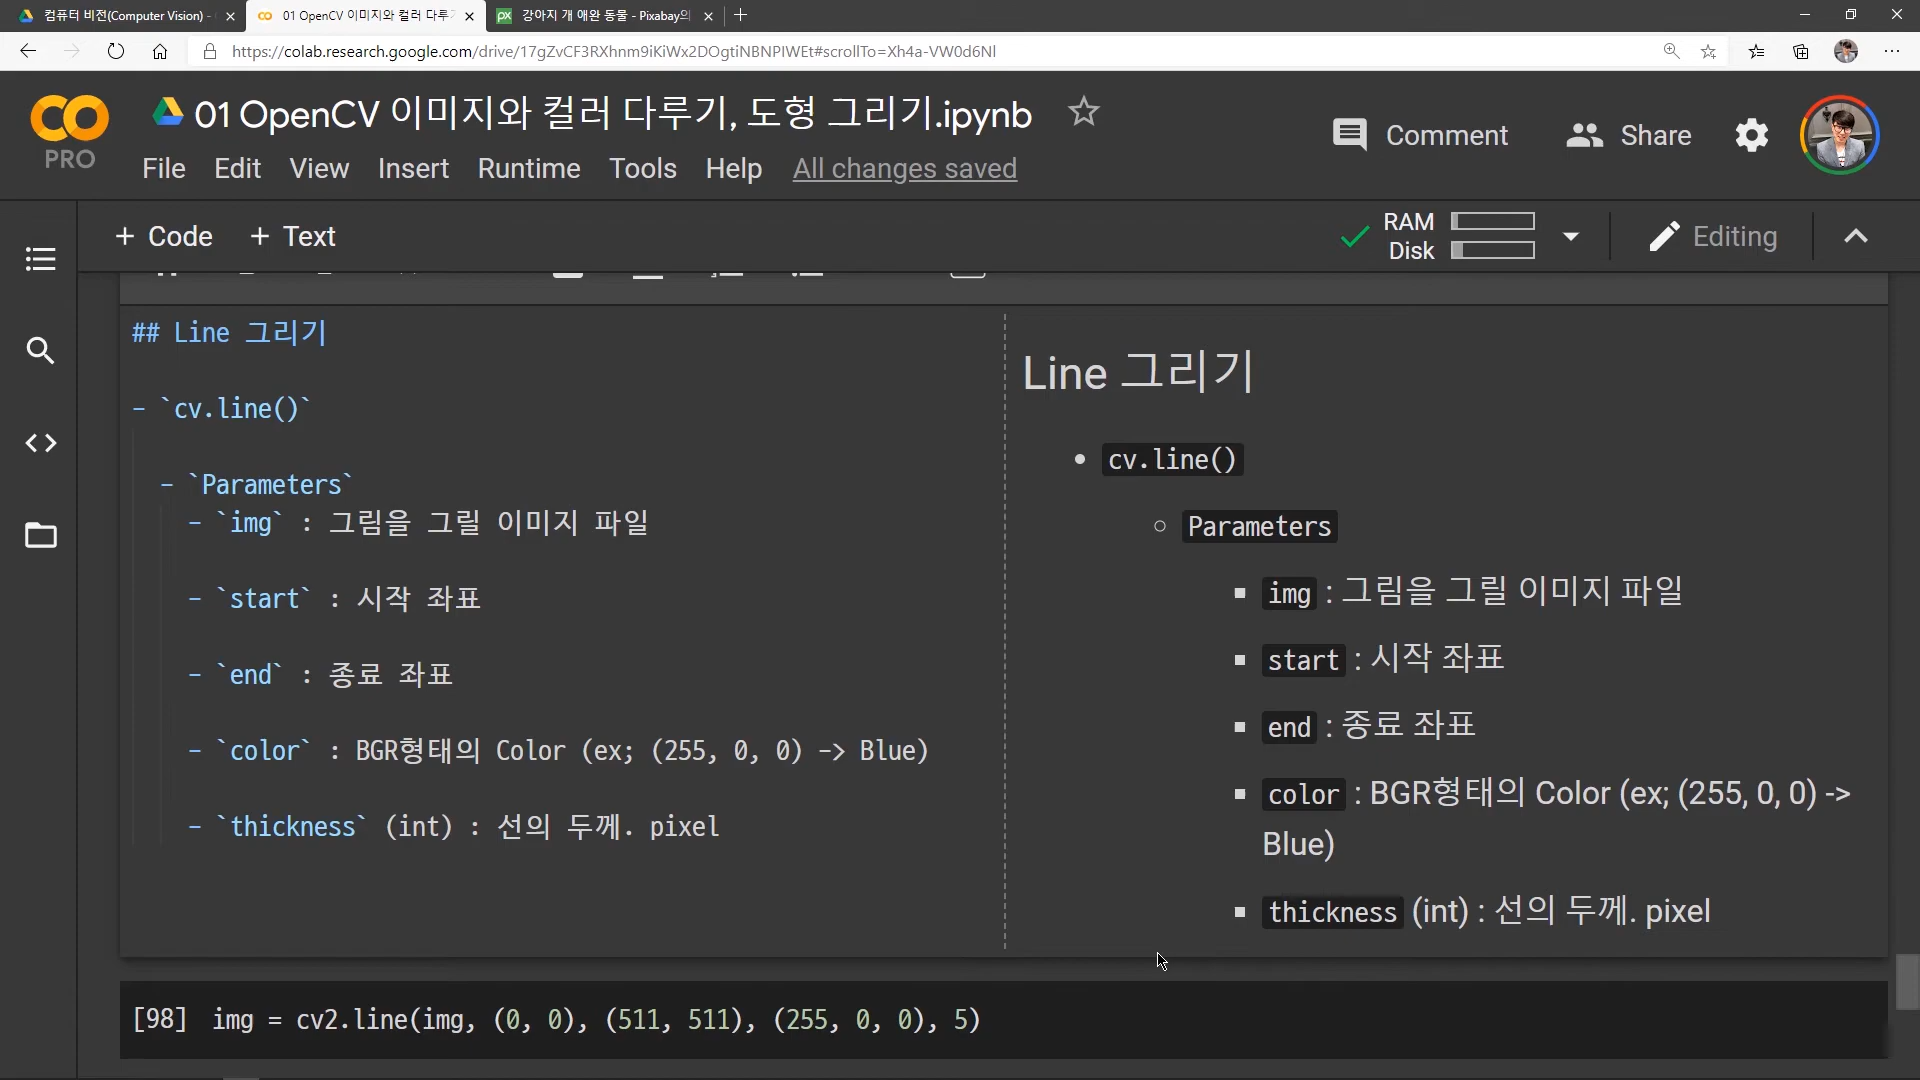 컴퓨터 비전(Computer Vision) -
01 OpenCV 이미지와 컬러 다루기
강아지 개 애완 동물 - Pixabay의
https://colab.research.google.com/drive/17gZvCF3RXhnm9iKiWx2DOgtiNBNPIWEt#scrollTo=Xh4a-VW0d6Nl
CO
PRO
01 OpenCV 이미지와 컬러 다루기, 도형 그리기.ipynb
Comment
Share
File Edit View Insert Runtime Tools Help All changes saved
+ Code + Text
RAM
Disk
Editing
## Line 그리기
- `cv.line()`
- `Parameters`
- `img` : 그림을 그릴 이미지 파일
- `start` : 시작 좌표
- `end` : 종료 좌표
- `color` : BGR형태의 Color (ex; (255, 0, 0) -> Blue)
- `thickness` (int) : 선의 두께. pixel
Line 그리기
cv.line()
Parameters
img : 그림을 그릴 이미지 파일
start : 시작 좌표
end : 종료 좌표
color : BGR형태의 Color (ex; (255, 0, 0) ->
Blue)
thickness (int) : 선의 두께. pixel
[98] img = cv2.line(img, (0, 0), (511, 511), (255, 0, 0), 5)